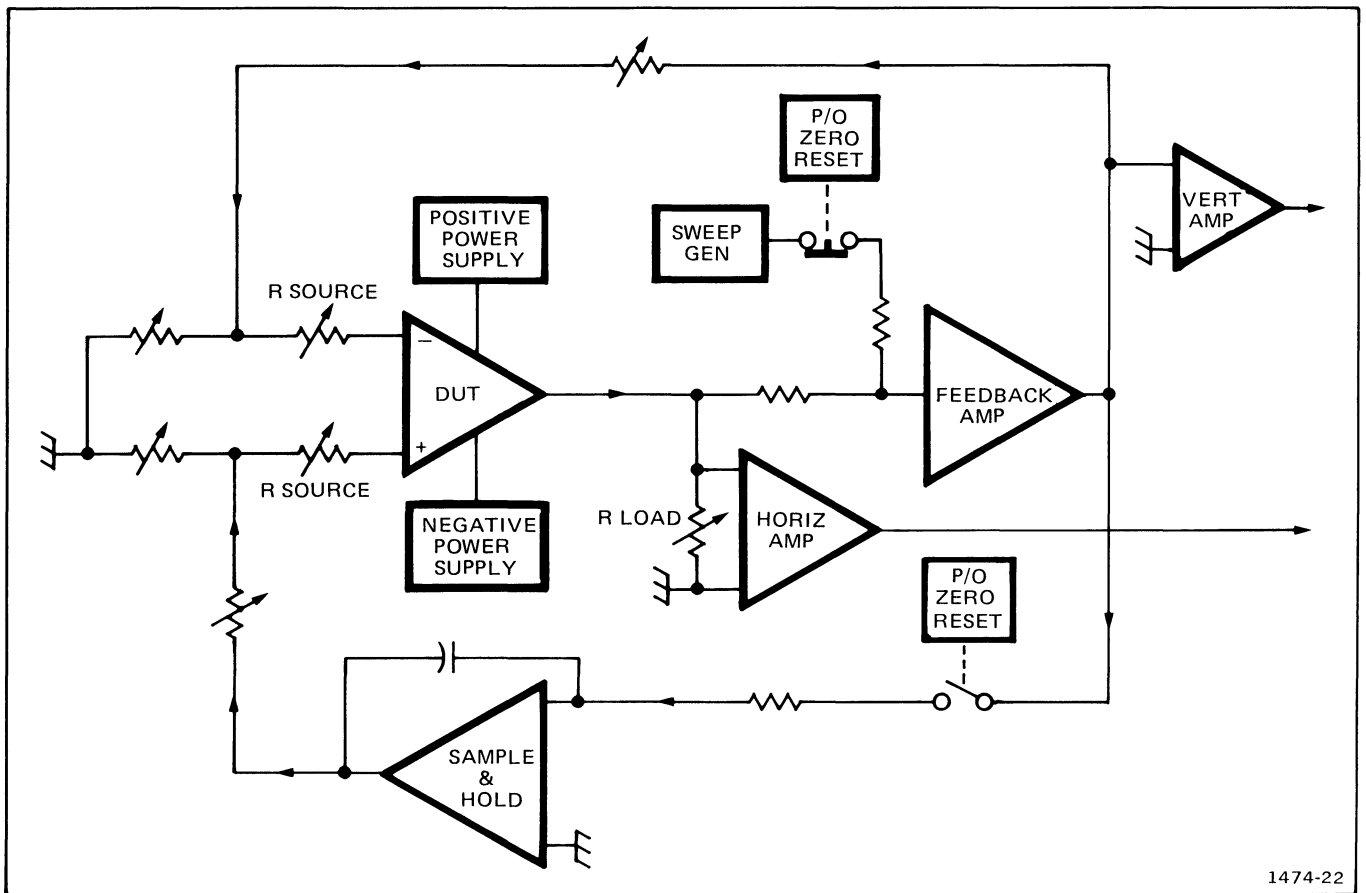 P/O
ZERO
RESET
VERT
AMP
POSITIVE
POWER
SUPPLY
SWEEP
GEN
R SOURCE
−
DUT
FEEDBACK
AMP
+
R SOURCE
NEGATIVE
POWER
SUPPLY
R LOAD
HORIZ
AMP
P/O
ZERO
RESET
SAMPLE
&
HOLD
1474-22